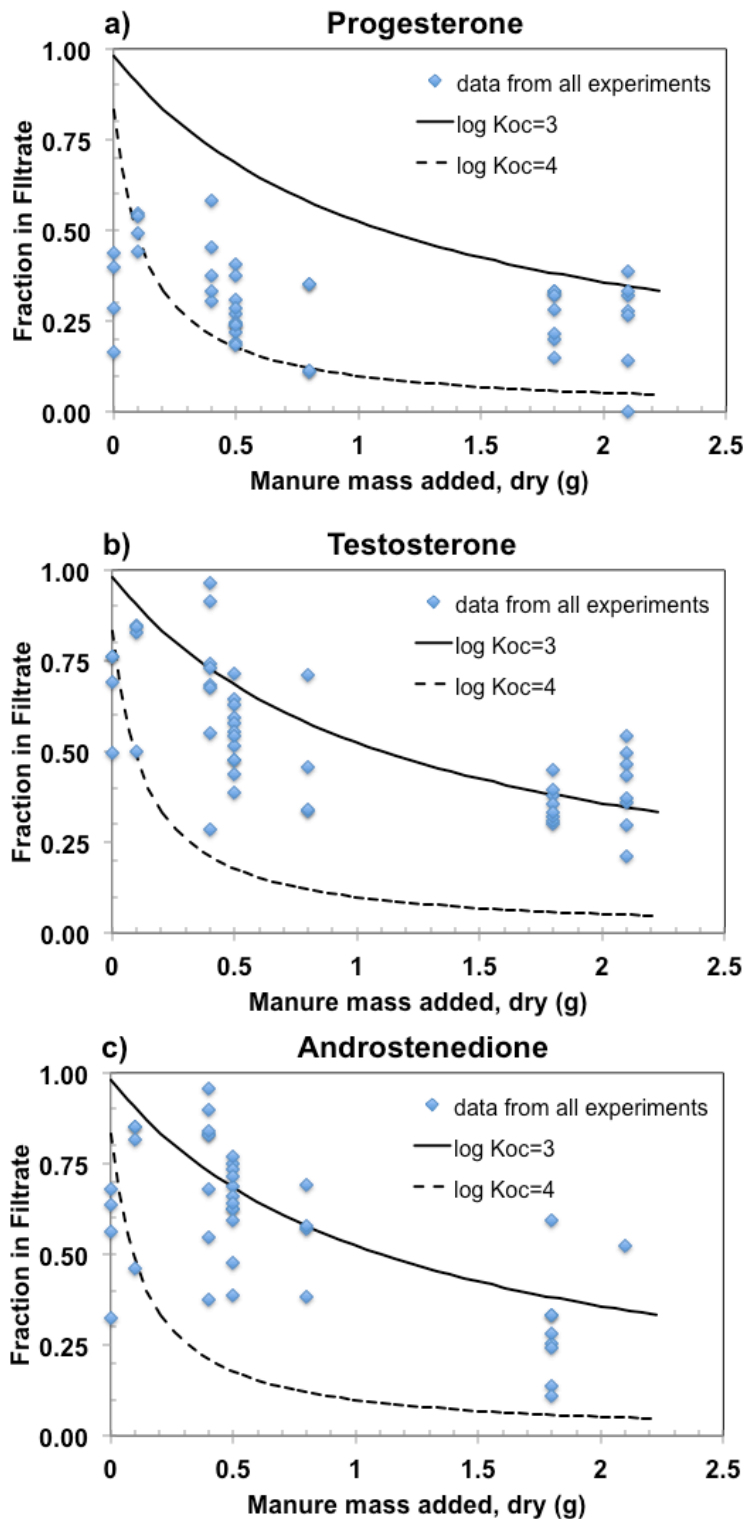 a) Progesterone
1.00
0.75
0.50
0.25
0.00
Fraction in FIltrate
data from all experiments
log Koc=3
log Koc=4
0 0.5 1 1.5 2 2.5
Manure mass added, dry (g)
b) Testosterone
1.00
0.75
0.50
0.25
0.00
Fraction in Filtrate
data from all experiments
log Koc=3
log Koc=4
0 0.5 1 1.5 2 2.5
Manure mass added, dry (g)
c) Androstenedione
1.00
0.75
0.50
0.25
0.00
Fraction in Filtrate
data from all experiments
log Koc=3
log Koc=4
0 0.5 1 1.5 2 2.5
Manure mass added, dry (g)